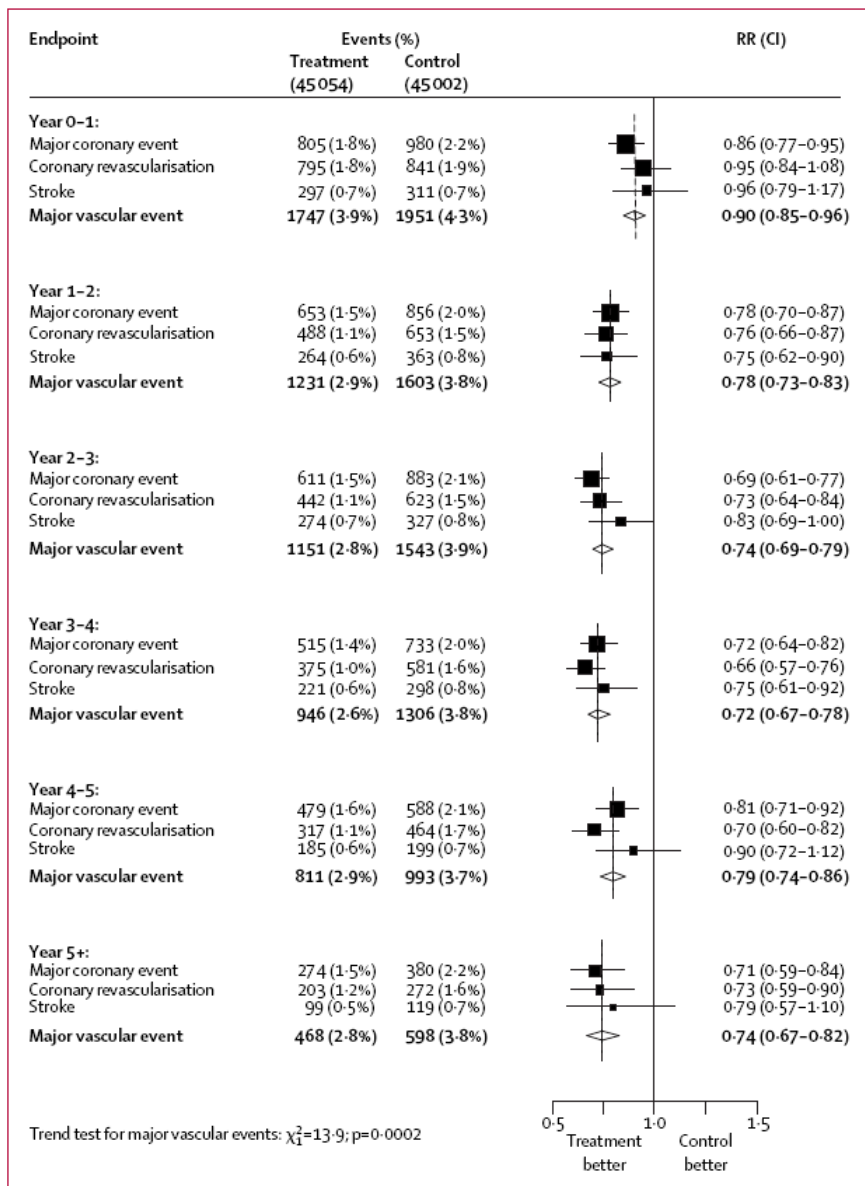 Endpoint Events (%) RR (CI)
Treatment Control
(45 054) (45 002)
Year 0–1:
Major coronary event 805 (1·8%) 980 (2·2%) 0·86 (0·77–0·95)
Coronary revascularisation 795 (1·8%) 841 (1·9%) 0·95 (0·84–1·08)
Stroke 297 (0·7%) 311 (0·7%) 0·96 (0·79–1·17)
Major vascular event 1747 (3·9%) 1951 (4·3%) 0·90 (0·85–0·96)
Year 1–2:
Major coronary event 653 (1·5%) 856 (2·0%) 0·78 (0·70–0·87)
Coronary revascularisation 488 (1·1%) 653 (1·5%) 0·76 (0·66–0·87)
Stroke 264 (0·6%) 363 (0·8%) 0·75 (0·62–0·90)
Major vascular event 1231 (2·9%) 1603 (3·8%) 0·78 (0·73–0·83)
Year 2–3:
Major coronary event 611 (1·5%) 883 (2·1%) 0·69 (0·61–0·77)
Coronary revascularisation 442 (1·1%) 623 (1·5%) 0·73 (0·64–0·84)
Stroke 274 (0·7%) 327 (0·8%) 0·83 (0·69–1·00)
Major vascular event 1151 (2·8%) 1543 (3·9%) 0·74 (0·69–0·79)
Year 3–4:
Major coronary event 515 (1·4%) 733 (2·0%) 0·72 (0·64–0·82)
Coronary revascularisation 375 (1·0%) 581 (1·6%) 0·66 (0·57–0·76)
Stroke 221 (0·6%) 298 (0·8%) 0·75 (0·61–0·92)
Major vascular event 946 (2·6%) 1306 (3·8%) 0·72 (0·67–0·78)
Year 4–5:
Major coronary event 479 (1·6%) 588 (2·1%) 0·81 (0·71–0·92)
Coronary revascularisation 317 (1·1%) 464 (1·7%) 0·70 (0·60–0·82)
Stroke 185 (0·6%) 199 (0·7%) 0·90 (0·72–1·12)
Major vascular event 811 (2·9%) 993 (3·7%) 0·79 (0·74–0·86)
Year 5+:
Major coronary event 274 (1·5%) 380 (2·2%) 0·71 (0·59–0·84)
Coronary revascularisation 203 (1·2%) 272 (1·6%) 0·73 (0·59–0·90)
Stroke 99 (0·5%) 119 (0·7%) 0·79 (0·57–1·10)
Major vascular event 468 (2·8%) 598 (3·8%) 0·74 (0·67–0·82)
0·5 1·0 1·5
Trend test for major vascular events: χ₁²=13·9; p=0·0002
Treatment better Control better